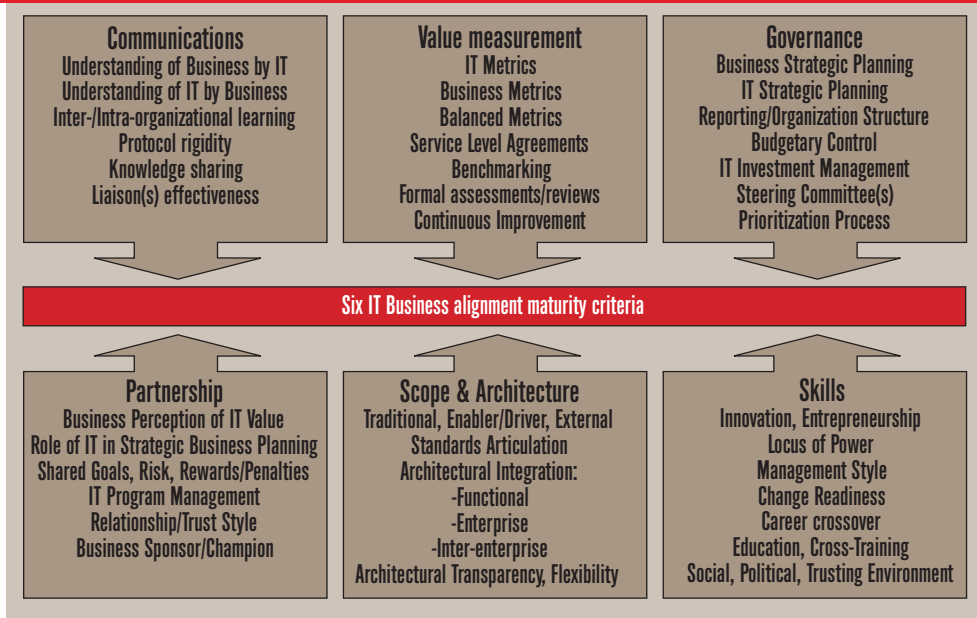 Communications
Understanding of Business by IT
Understanding of IT by Business
Inter-/Intra-organizational learning
Protocol rigidity
Knowledge sharing
Liaison(s) effectiveness
Value measurement
IT Metrics
Business Metrics
Balanced Metrics
Service Level Agreements
Benchmarking
Formal assessments/reviews
Continuous Improvement
Governance
Business Strategic Planning
IT Strategic Planning
Reporting/Organization Structure
Budgetary Control
IT Investment Management
Steering Committee(s)
Prioritization Process
Six IT Business alignment maturity criteria
Partnership
Business Perception of IT Value
Role of IT in Strategic Business Planning
Shared Goals, Risk, Rewards/Penalties
IT Program Management
Relationship/Trust Style
Business Sponsor/Champion
Scope & Architecture
Traditional, Enabler/Driver, External
Standards Articulation
Architectural Integration:
-Functional
-Enterprise
-Inter-enterprise
Architectural Transparency, Flexibility
Skills
Innovation, Entrepreneurship
Locus of Power
Management Style
Change Readiness
Career crossover
Education, Cross-Training
Social, Political, Trusting Environment